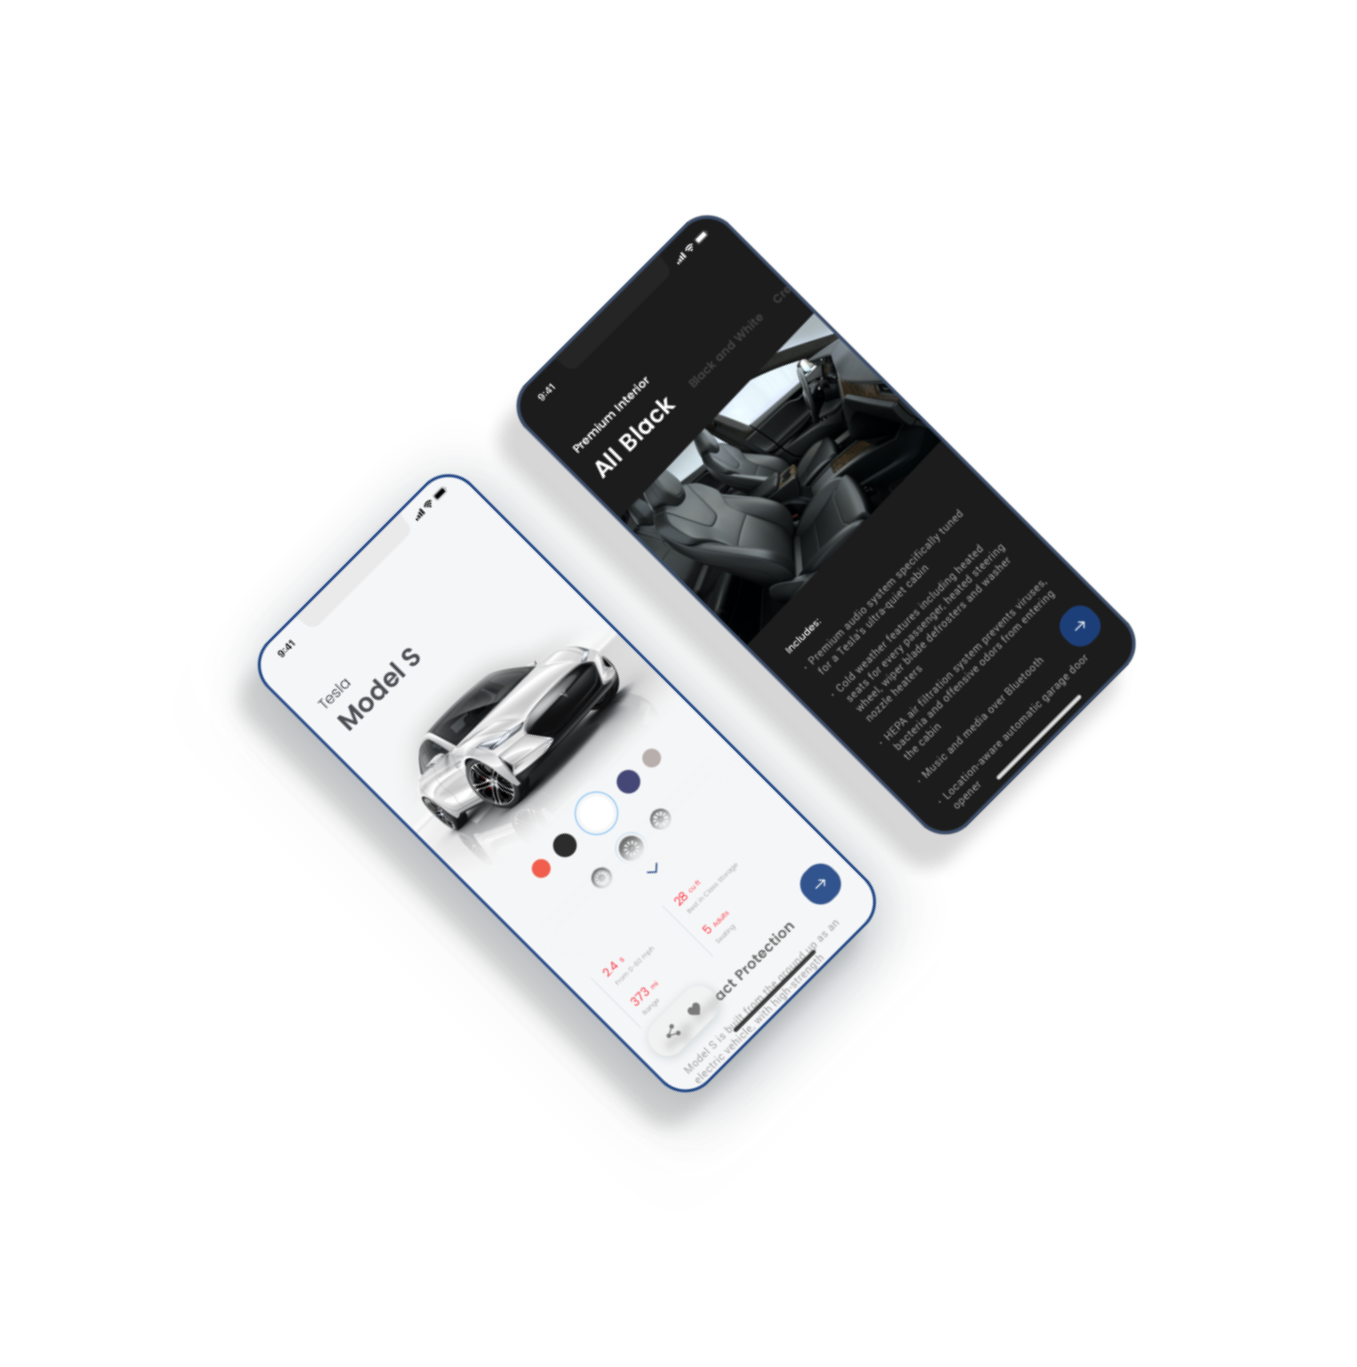 9:41
Tesla
Model S
2.4 s
From 0-60 mph
373 mi
Range
28 cu ft
Best In Class Storage
5 Adults
Seating
act Protection
Model S is built from the ground up as an
electric vehicle, with high-strength
9:41
Premium Interior
All Black
Black and White
Cre
Includes:
· Premium audio system specifically tuned
for a Tesla's ultra-quiet cabin
· Cold weather features including heated
seats for every passenger, heated steering
wheel, wiper blade defrosters and washer
nozzle heaters
· HEPA air filtration system prevents viruses,
bacteria and offensive odors from entering
the cabin
· Music and media over Bluetooth
· Location-aware automatic garage door
opener